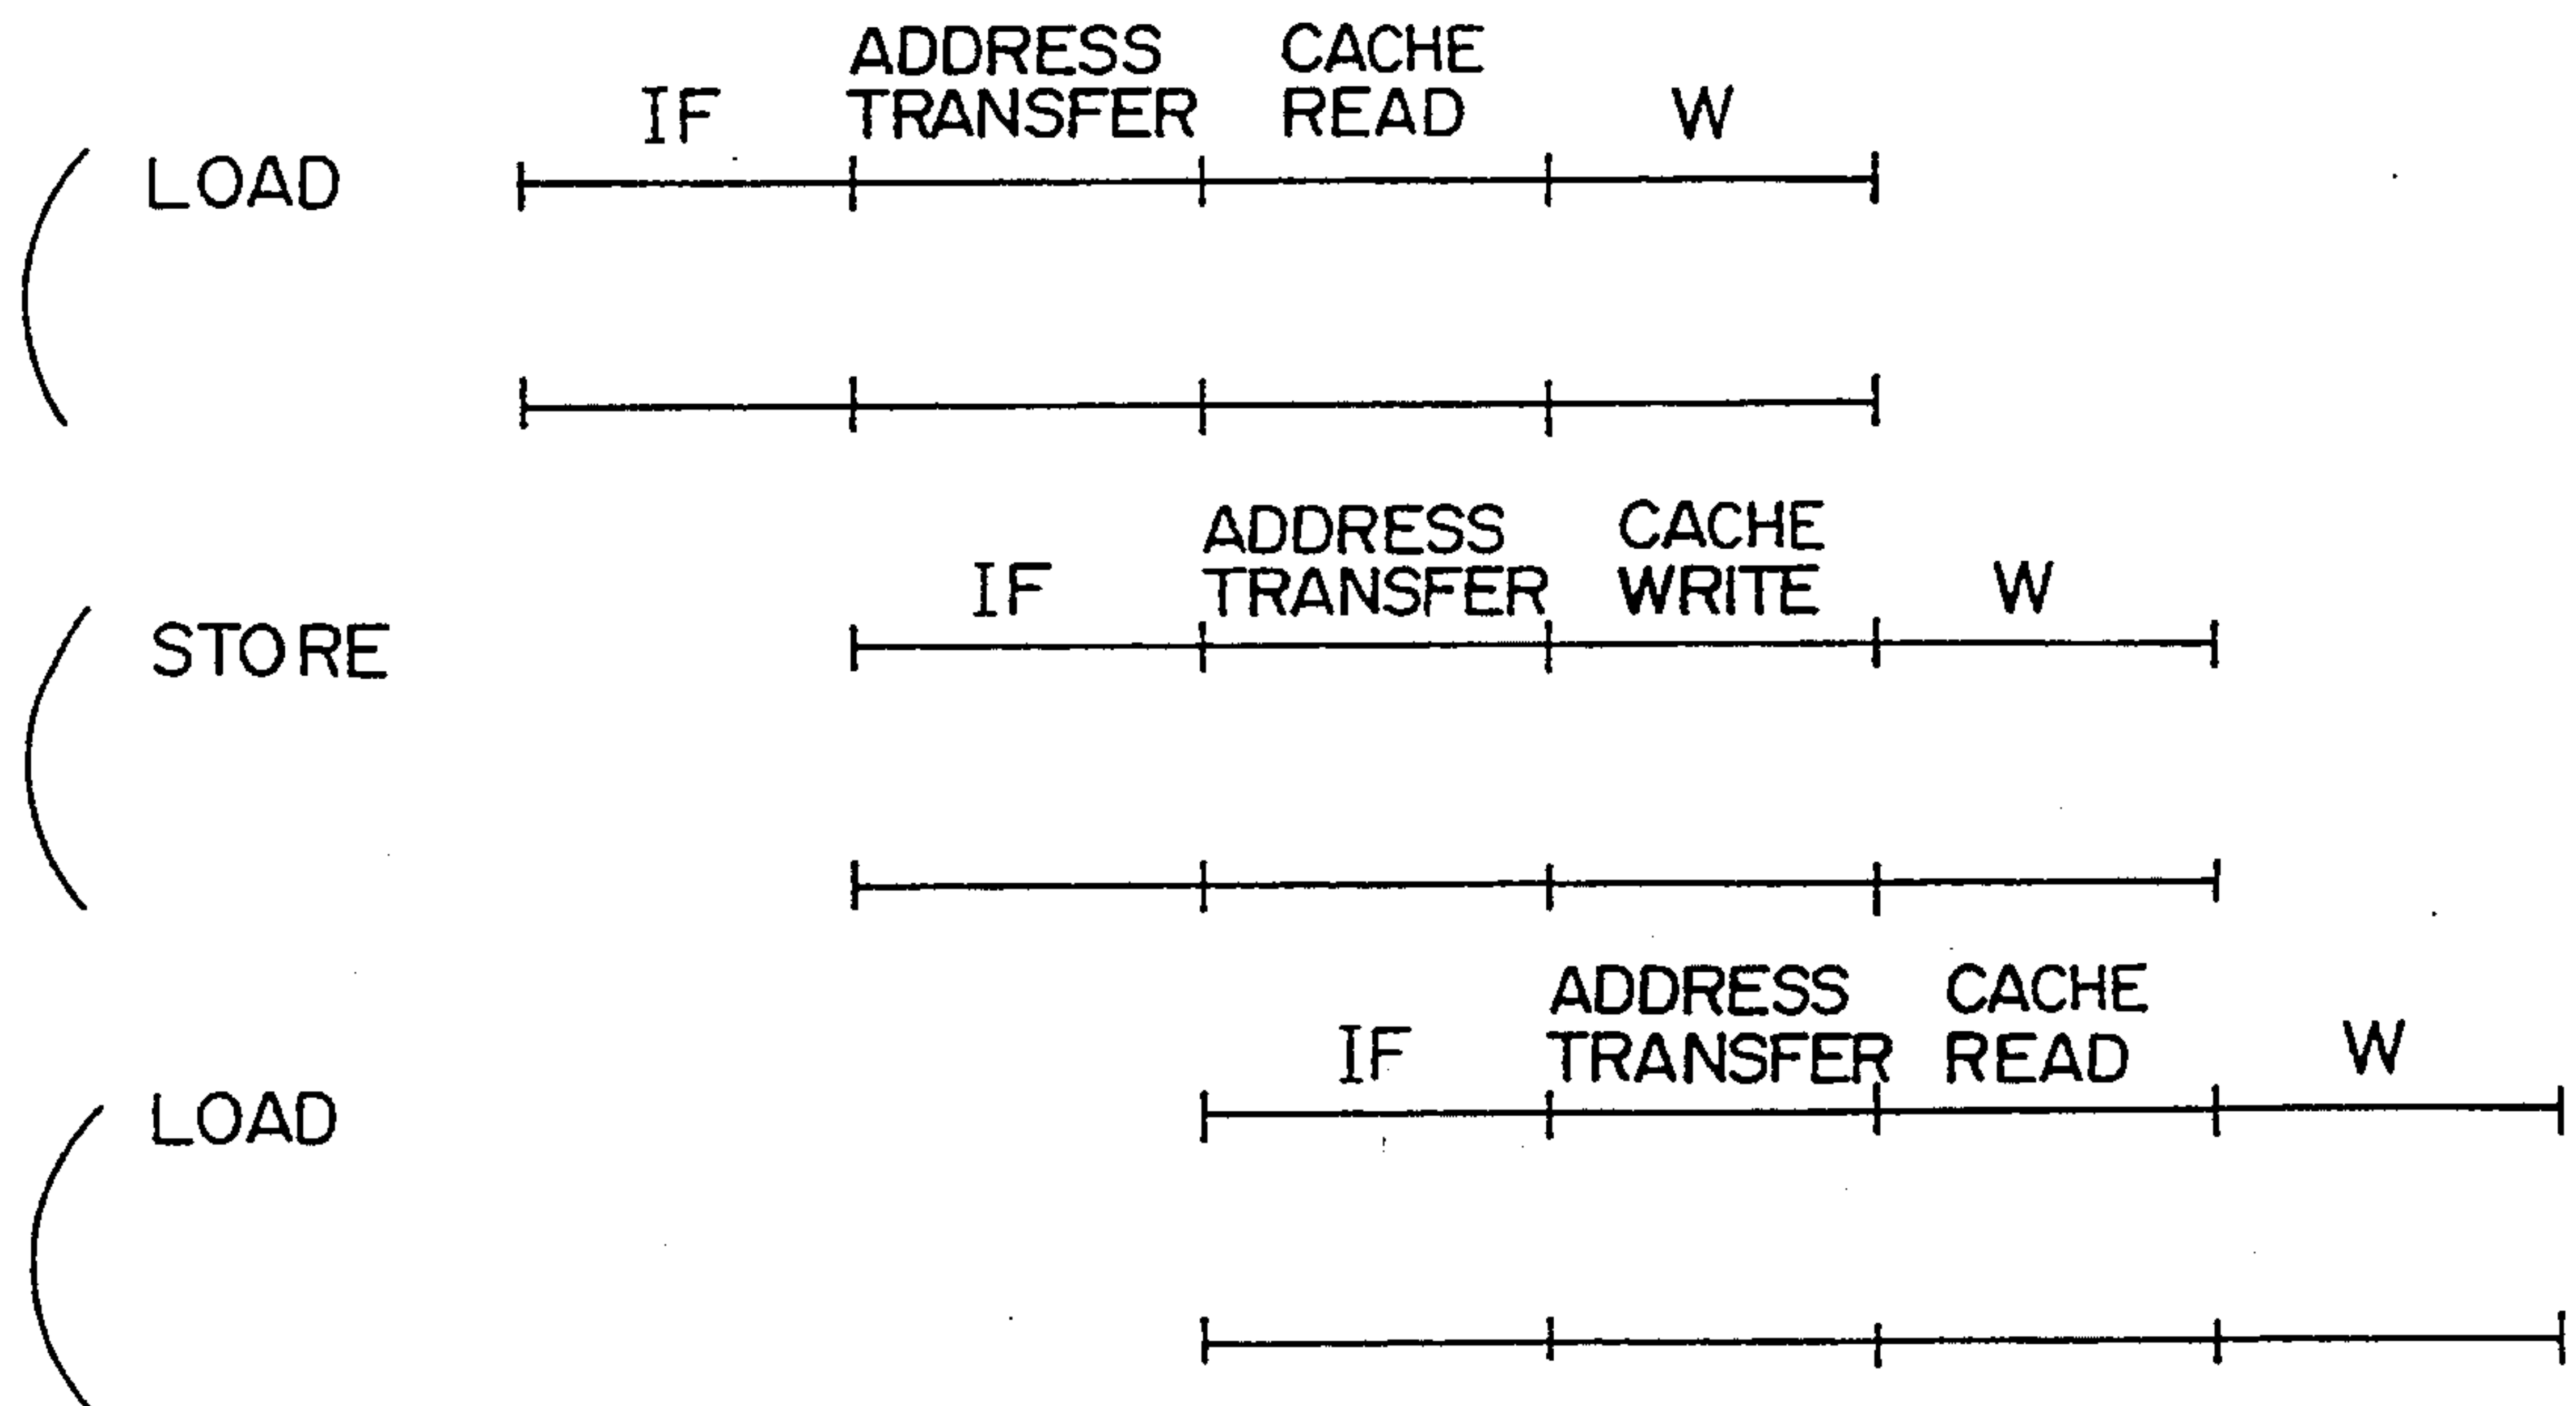 ADDRESS CACHE
IF TRANSFER READ W
LOAD
ADDRESS CACHE
IF TRANSFER WRITE W
STORE
ADDRESS CACHE
IF TRANSFER READ W
LOAD